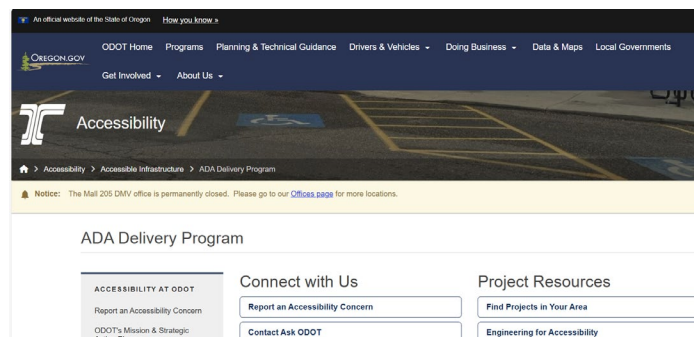 An official website of the State of Oregon How you know »
OREGON.GOV
ODOT Home Programs Planning & Technical Guidance Drivers & Vehicles Doing Business Data & Maps Local Governments
Get Involved About Us
Accessibility
> Accessibility > Accessible Infrastructure > ADA Delivery Program
Notice: The Mall 205 DMV office is permanently closed. Please go to our Offices page for more locations.
ADA Delivery Program
ACCESSIBILITY AT ODOT
Report an Accessibility Concern
ODOT's Mission & Strategic
Connect with Us
Report an Accessibility Concern
Contact Ask ODOT
Project Resources
Find Projects in Your Area
Engineering for Accessibility